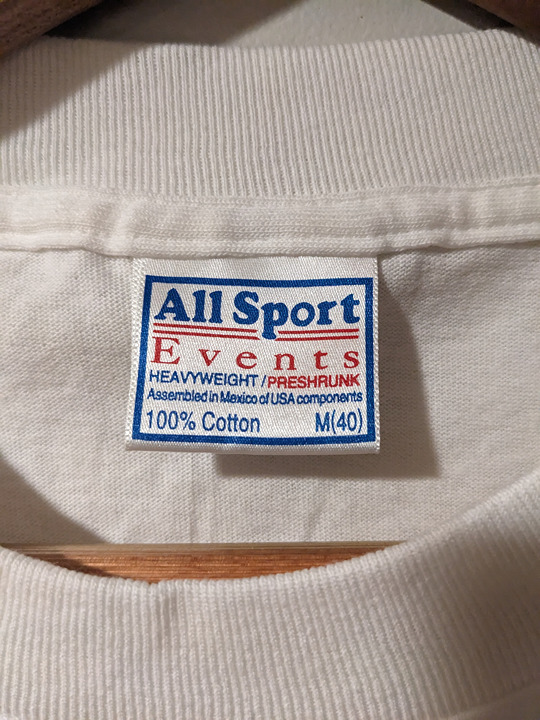 All Sport
Events
HEAVYWEIGHT / PRESHRUNK
Assembled in Mexico of USA components
100% Cotton M(40)